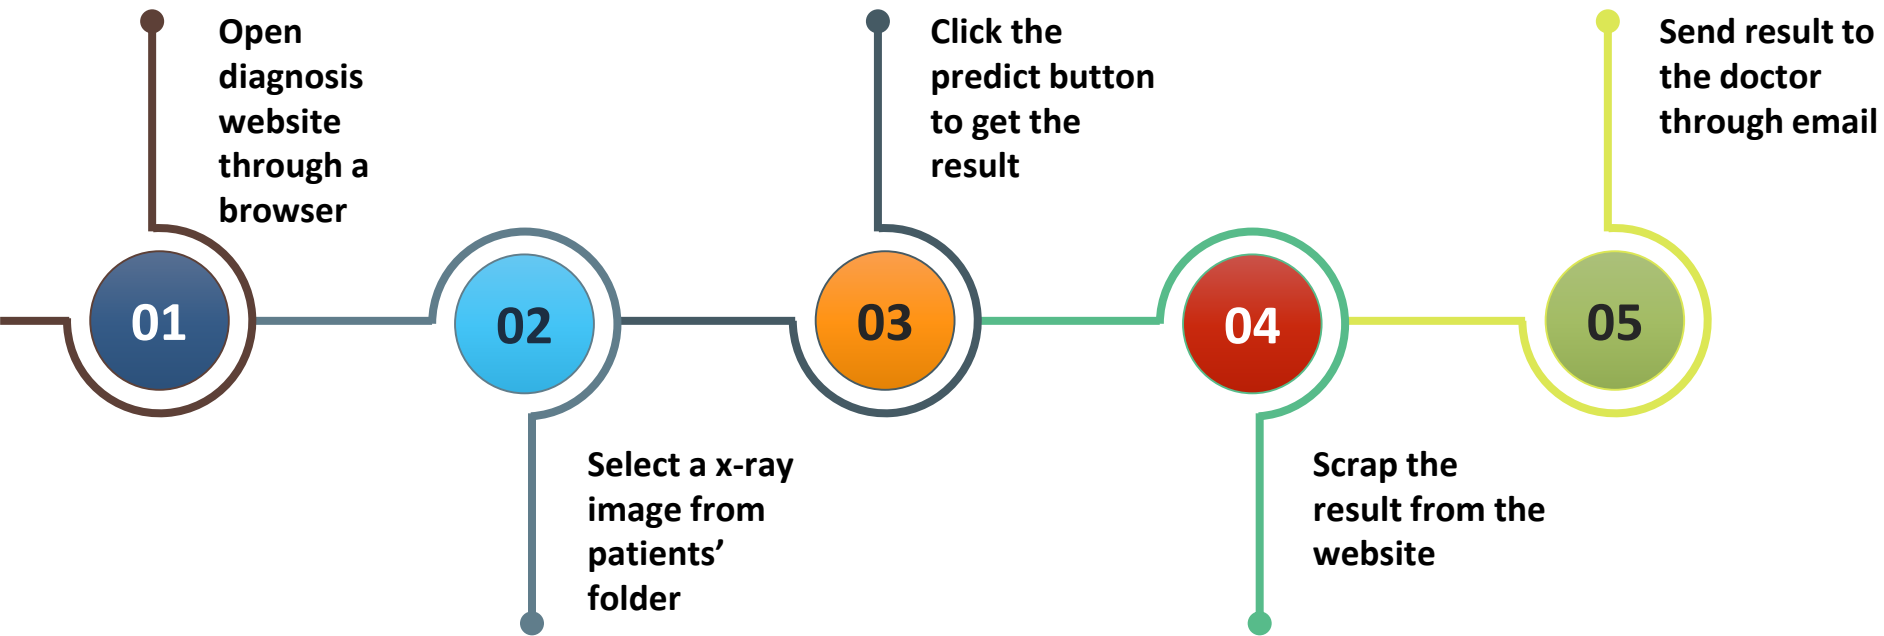 01
Open
diagnosis
website
through a
browser
02
Select a x-ray
image from
patients’
folder
03
Click the
predict button
to get the
result
04
Scrap the
result from the
website
05
Send result to
the doctor
through email